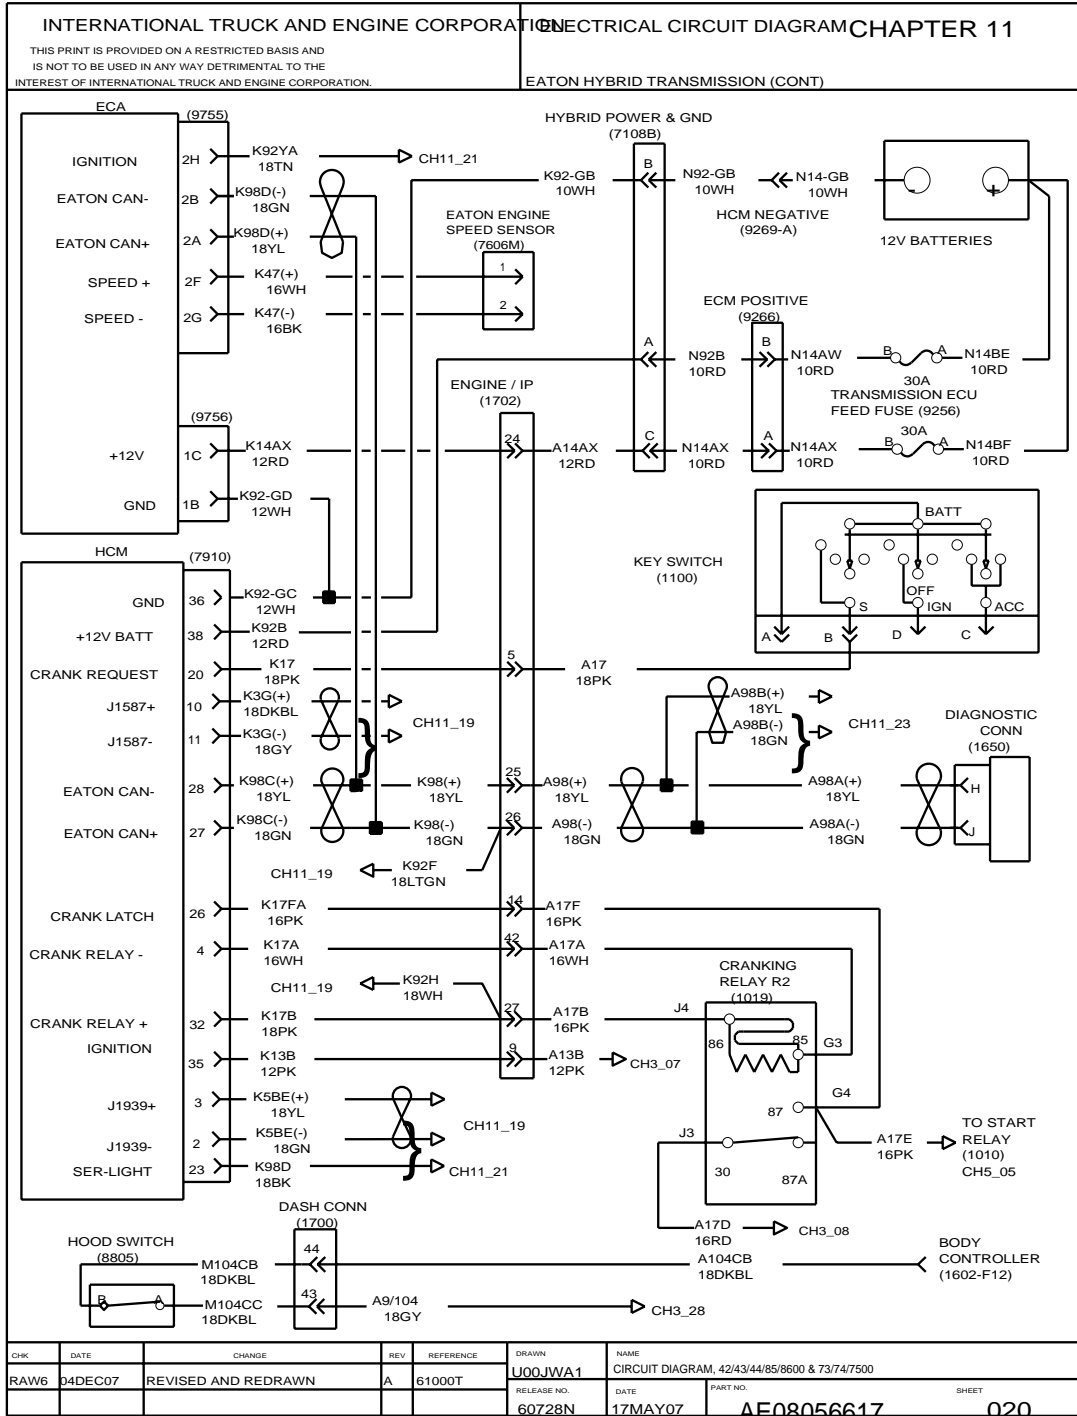 INTERNATIONAL TRUCK AND ENGINE CORPORATION
ELECTRICAL CIRCUIT DIAGRAM
CHAPTER 11
THIS PRINT IS PROVIDED ON A RESTRICTED BASIS AND
IS NOT TO BE USED IN ANY WAY DETRIMENTAL TO THE
INTEREST OF INTERNATIONAL TRUCK AND ENGINE CORPORATION.
EATON HYBRID TRANSMISSION (CONT)
ECA
(9755)
IGNITION 2H K92YA
18TN
CH11_21
EATON CAN- 2B K98D(-)
18GN
EATON CAN+ 2A K98D(+)
18YL
SPEED + 2F K47(+)
16WH
SPEED - 2G K47(-)
16BK
EATON ENGINE
SPEED SENSOR
(7606M)
1
2
HYBRID POWER & GND
(7108B)
K92-GB
10WH
B
N92-GB
10WH
N14-GB
10WH
HCM NEGATIVE
(9269-A)
-
+
12V BATTERIES
ECM POSITIVE
(9266)
A
N92B
10RD
B
N14AW
10RD
B
A
N14BE
10RD
30A
TRANSMISSION ECU
FEED FUSE (9256)
30A
C
N14AX
10RD
A
N14AX
10RD
B
A
N14BF
10RD
ENGINE / IP
(1702)
24
A14AX
12RD
(9756)
+12V 1C K14AX
12RD
GND 1B K92-GD
12WH
KEY SWITCH
(1100)
BATT
OFF
S
IGN
ACC
A
B
D
C
HCM
(7910)
GND 36 K92-GC
12WH
+12V BATT 38 K92B
12RD
CRANK REQUEST 20 K17
18PK
5
A17
18PK
J1587+ 10 K3G(+)
18DKBL
J1587- 11 K3G(-)
18GY
CH11_19
A98B(+)
18YL
A98B(-)
18GN
CH11_23
DIAGNOSTIC
CONN
(1650)
EATON CAN- 28 K98C(+)
18YL
K98(+)
18YL
25
A98(+)
18YL
A98A(+)
18YL
H
EATON CAN+ 27 K98C(-)
18GN
K98(-)
18GN
26
A98(-)
18GN
A98A(-)
18GN
J
CH11_19
K92F
18LTGN
CRANK LATCH 26 K17FA
16PK
14
A17F
16PK
CRANK RELAY - 4 K17A
16WH
42
A17A
16WH
CH11_19
K92H
18WH
CRANK RELAY + 32 K17B
18PK
27
A17B
16PK
IGNITION 35 K13B
12PK
9
A13B
12PK
CH3_07
CRANKING
RELAY R2
(1019)
J4
86
85
G3
G4
87
J3
30
87A
A17E
16PK
TO START
RELAY
(1010)
CH5_05
A17D
16RD
CH3_08
J1939+ 3 K5BE(+)
18YL
J1939- 2 K5BE(-)
18GN
CH11_19
SER-LIGHT 23 K98D
18BK
CH11_21
DASH CONN
(1700)
HOOD SWITCH
(8805)
B
A
M104CB
18DKBL
44
A104CB
18DKBL
BODY
CONTROLLER
(1602-F12)
M104CC
18DKBL
43
A9/104
18GY
CH3_28
CHK DATE CHANGE REV REFERENCE
RAW6 04DEC07 REVISED AND REDRAWN A 61000T
DRAWN
U00JWA1
NAME
CIRCUIT DIAGRAM, 42/43/44/85/8600 & 73/74/7500
RELEASE NO.
60728N
DATE
17MAY07
PART NO.
AE08056617
SHEET
020